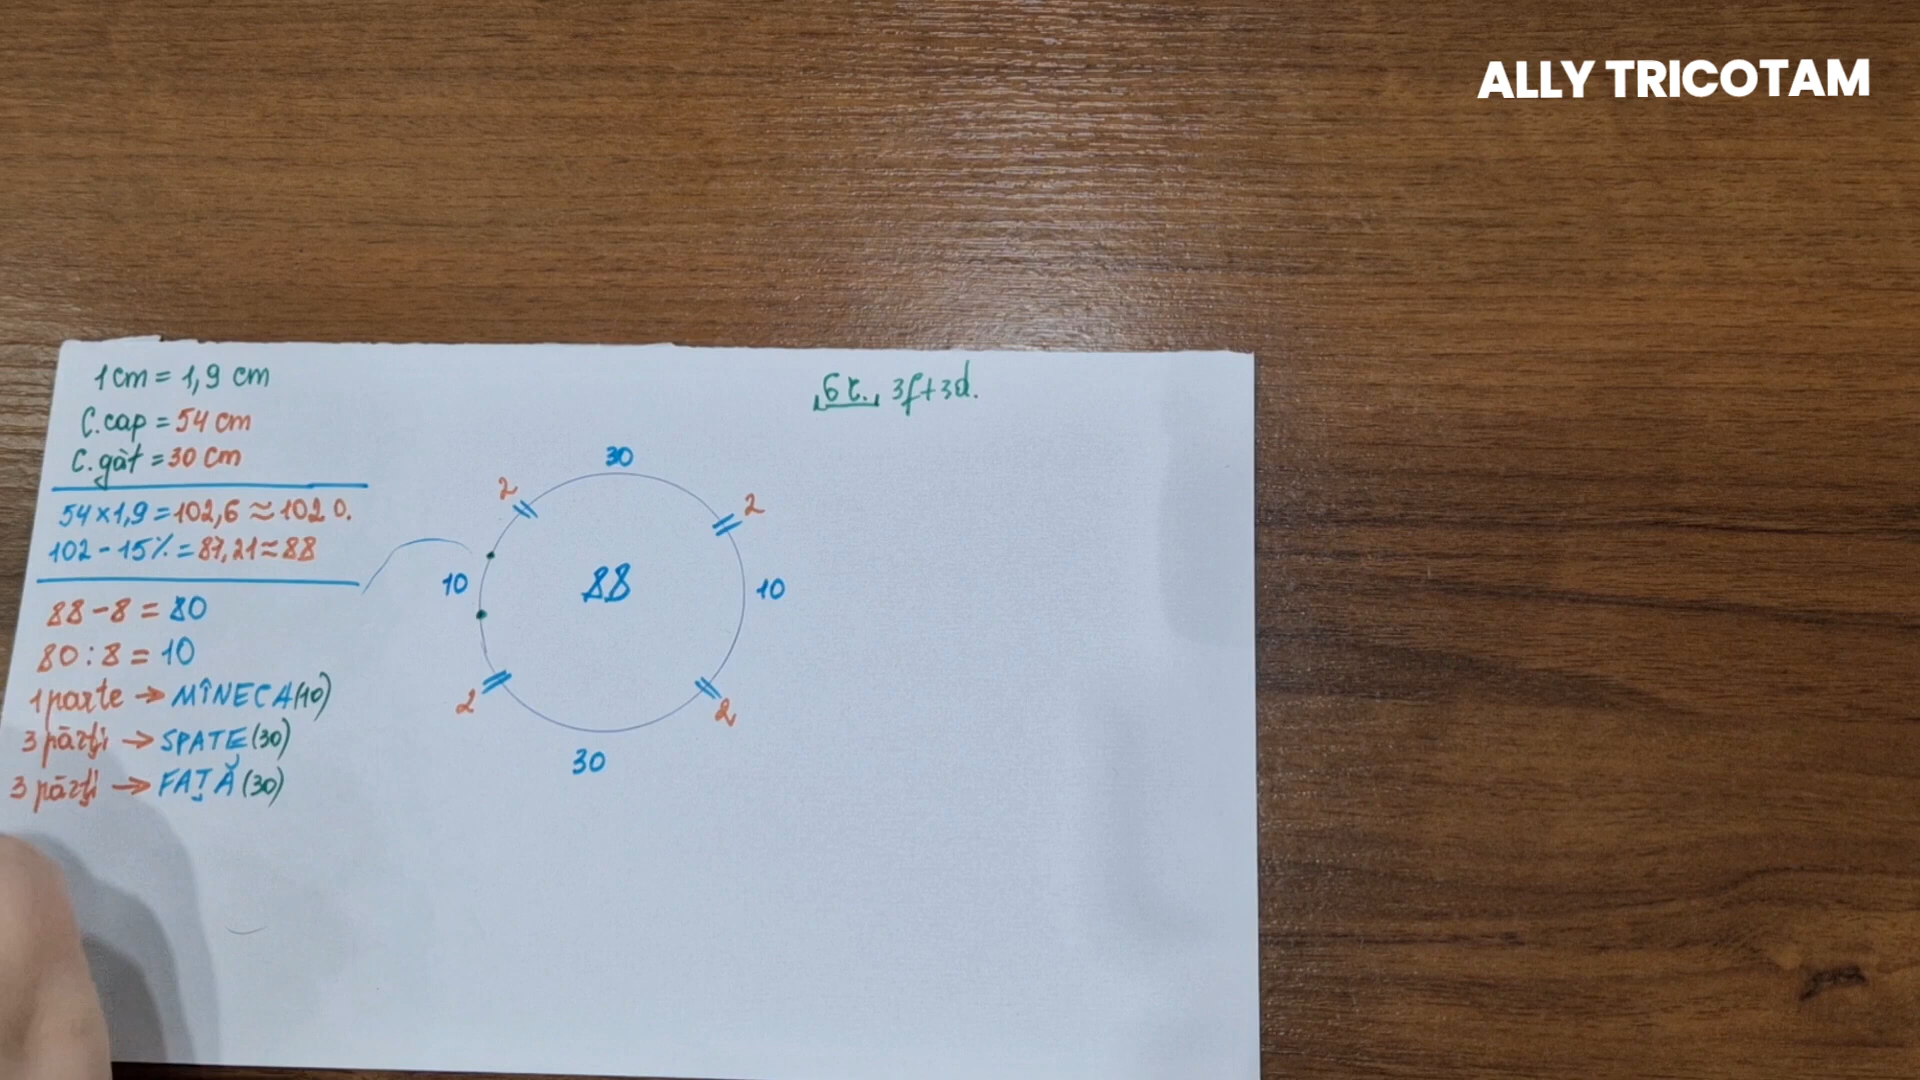 ALLY TRICOTAM
1 cm = 1,9 cm
C.cap = 54 cm
C.gât = 30 cm
54 x 1,9 = 102,6 ≈ 102 o.
102 - 15% = 87,21 ≈ 88
88 - 8 = 80
80 : 8 = 10
1 parte → MÎNECA (10)
3 părți → SPATE (30)
3 părți → FAȚĂ (30)
6 r. 3f+3d.
30
2 2
10 88 10
2 2
30